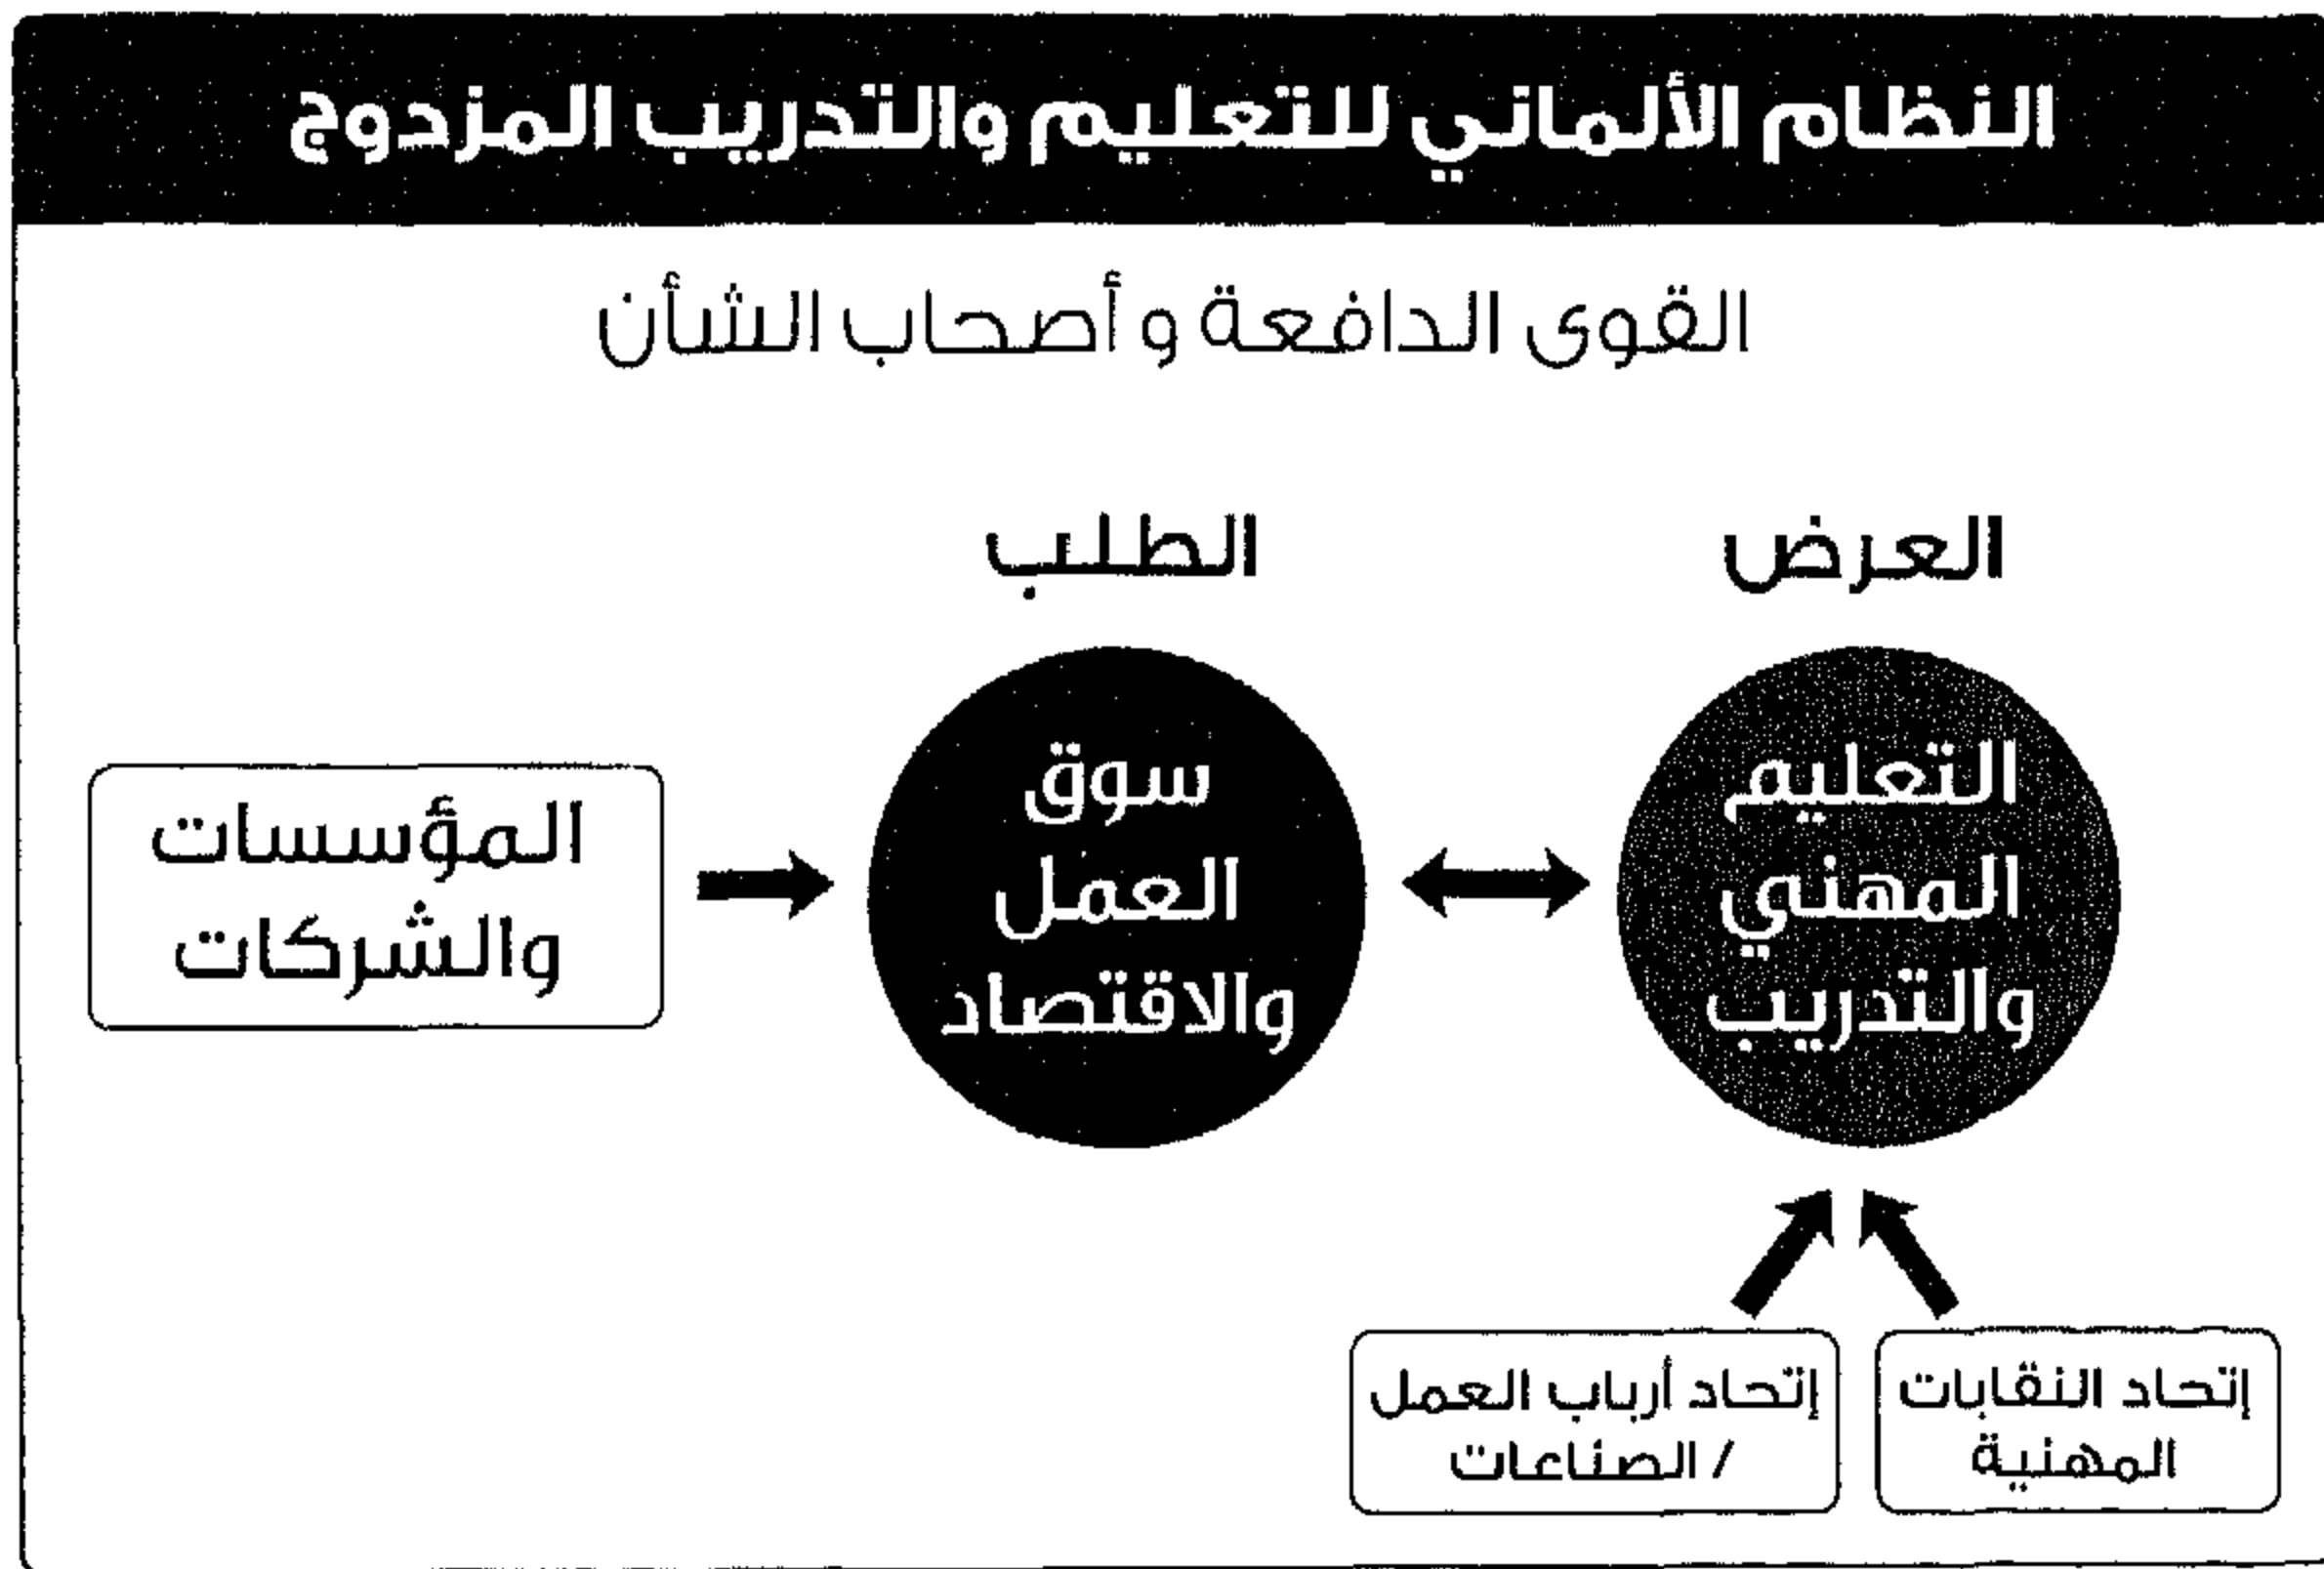 النظام الألماني للتعليم والتدريب المزدوج
القوى الدافعة وأصحاب الشأن
العرض
الطلب
التعليم
المهني
والتدريب
سوق
العمل
والاقتصاد
المؤسسات
والشركات
إتحاد النقابات
المهنية
إتحاد أرباب العمل
/ الصناعات